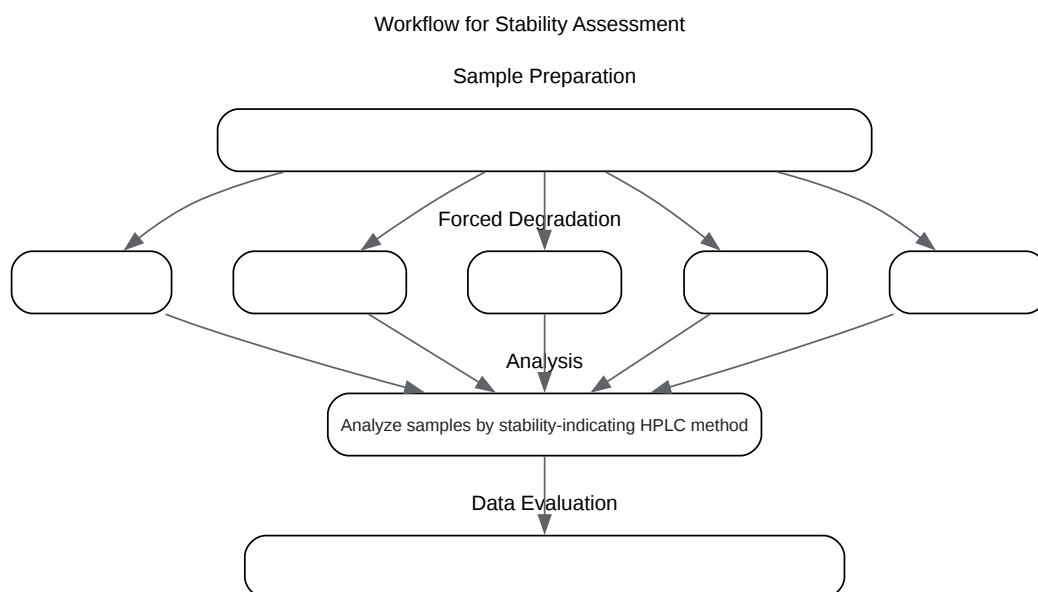 Workflow for Stability Assessment
Sample Preparation
Forced Degradation
Analysis
Analyze samples by stability-indicating HPLC method
Data Evaluation